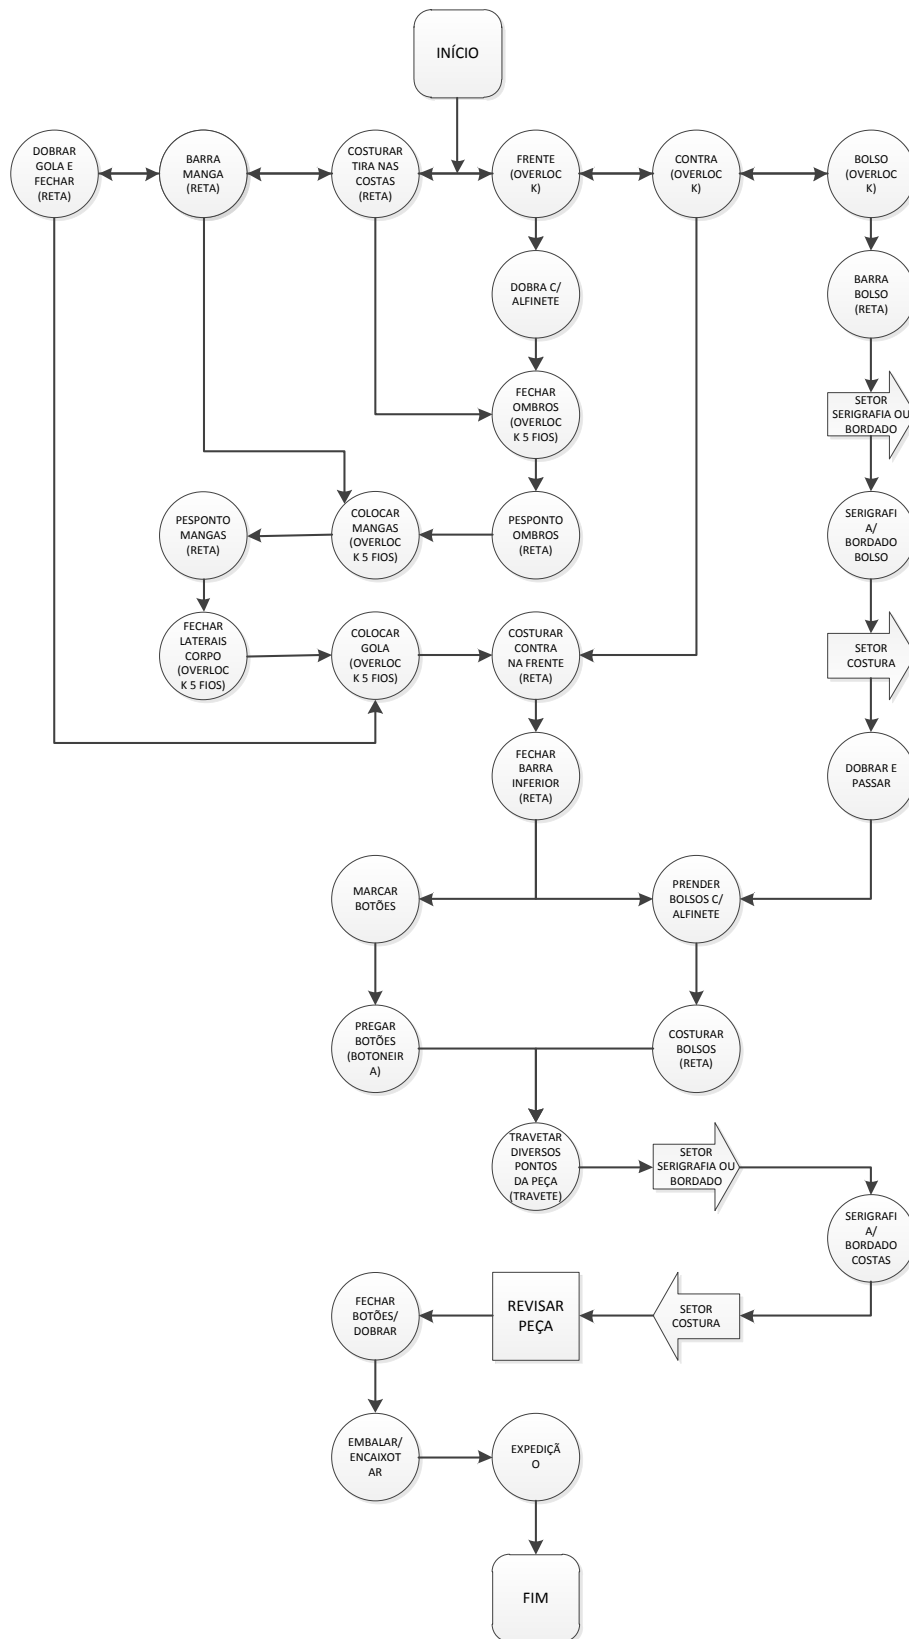 INÍCIO
DOBRAR
GOLA E
FECHAR
(RETA)
BARRA
MANGA
(RETA)
COSTURAR
TIRA NAS
COSTAS
(RETA)
FRENTE
(OVERLOC
K)
CONTRA
(OVERLOC
K)
BOLSO
(OVERLOC
K)
DOBRA C/
ALFINETE
BARRA
BOLSO
(RETA)
FECHAR
OMBROS
(OVERLOC
K 5 FIOS)
SETOR
SERIGRAFIA OU
BORDADO
PESPONTO
MANGAS
(RETA)
COLOCAR
MANGAS
(OVERLOC
K 5 FIOS)
PESPONTO
OMBROS
(RETA)
SERIGRAFI
A/
BORDADO
BOLSO
FECHAR
LATERAIS
CORPO
(OVERLOC
K 5 FIOS)
COLOCAR
GOLA
(OVERLOC
K 5 FIOS)
COSTURAR
CONTRA
NA FRENTE
(RETA)
SETOR
COSTURA
FECHAR
BARRA
INFERIOR
(RETA)
DOBRAR E
PASSAR
MARCAR
BOTÕES
PRENDER
BOLSOS C/
ALFINETE
PREGAR
BOTÕES
(BOTONEIR
A)
COSTURAR
BOLSOS
(RETA)
TRAVETAR
DIVERSOS
PONTOS
DA PEÇA
(TRAVETE)
SETOR
SERIGRAFIA OU
BORDADO
SERIGRAFI
A/
BORDADO
COSTAS
FECHAR
BOTÕES/
DOBRAR
REVISAR
PEÇA
SETOR
COSTURA
EMBALAR/
ENCAIXOT
AR
EXPEDIÇÃ
O
FIM